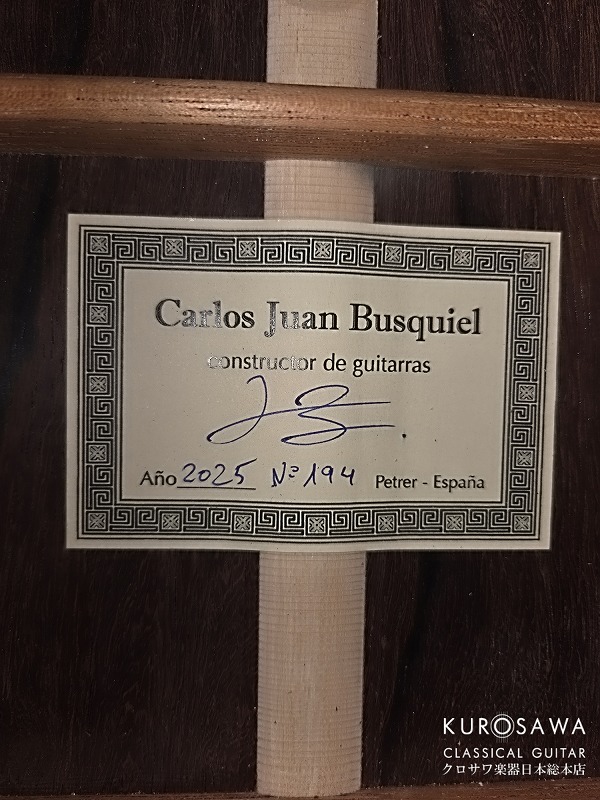 Carlos Juan Busquiel
constructor de guitarras
Año 2025 Nº 194 Petrer - España
KUROSAWA
CLASSICAL GUITAR
クロサワ楽器日本総本店